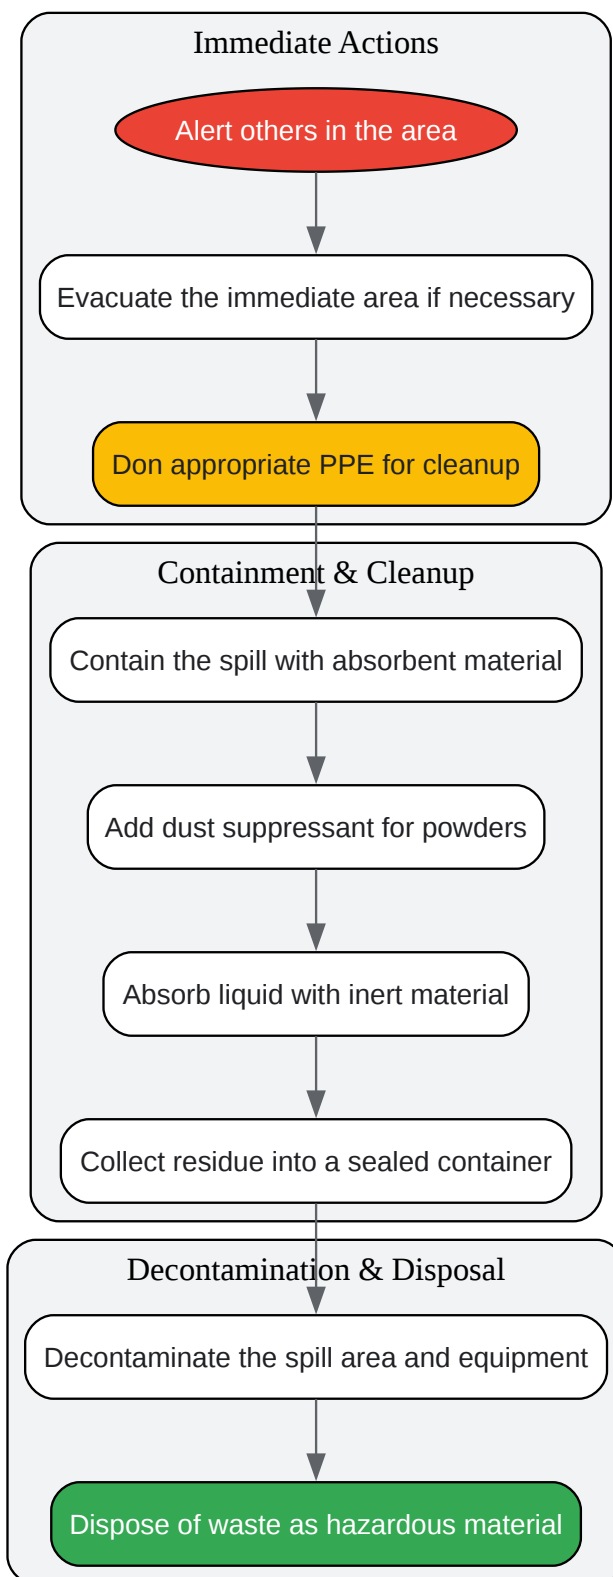 Immediate Actions
Alert others in the area
Evacuate the immediate area if necessary
Don appropriate PPE for cleanup
Containment & Cleanup
Contain the spill with absorbent material
Add dust suppressant for powders
Absorb liquid with inert material
Collect residue into a sealed container
Decontamination & Disposal
Decontaminate the spill area and equipment
Dispose of waste as hazardous material